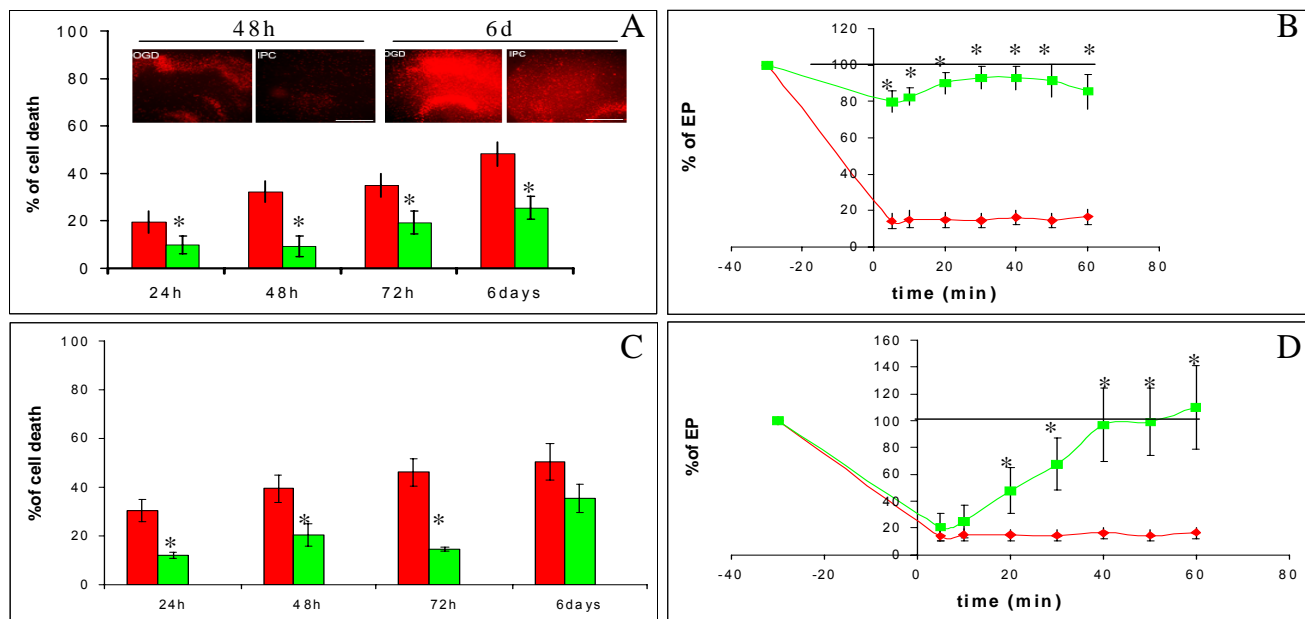 A
48h 6d
OGD IPC OGD IPC
% of cell death
100
80
60
40
20
0
* * * *
24h 48h 72h 6days
B
% of EP
120
100
80
60
40
20
0
* * * * * * *
-40 -20 0 20 40 60 80
time (min)
C
%of cell death
100
80
60
40
20
0
* * *
24h 48h 72h 6days
D
%of EP
160
140
120
100
80
60
40
20
0
* * * * *
-40 -20 0 20 40 60 80
time (min)